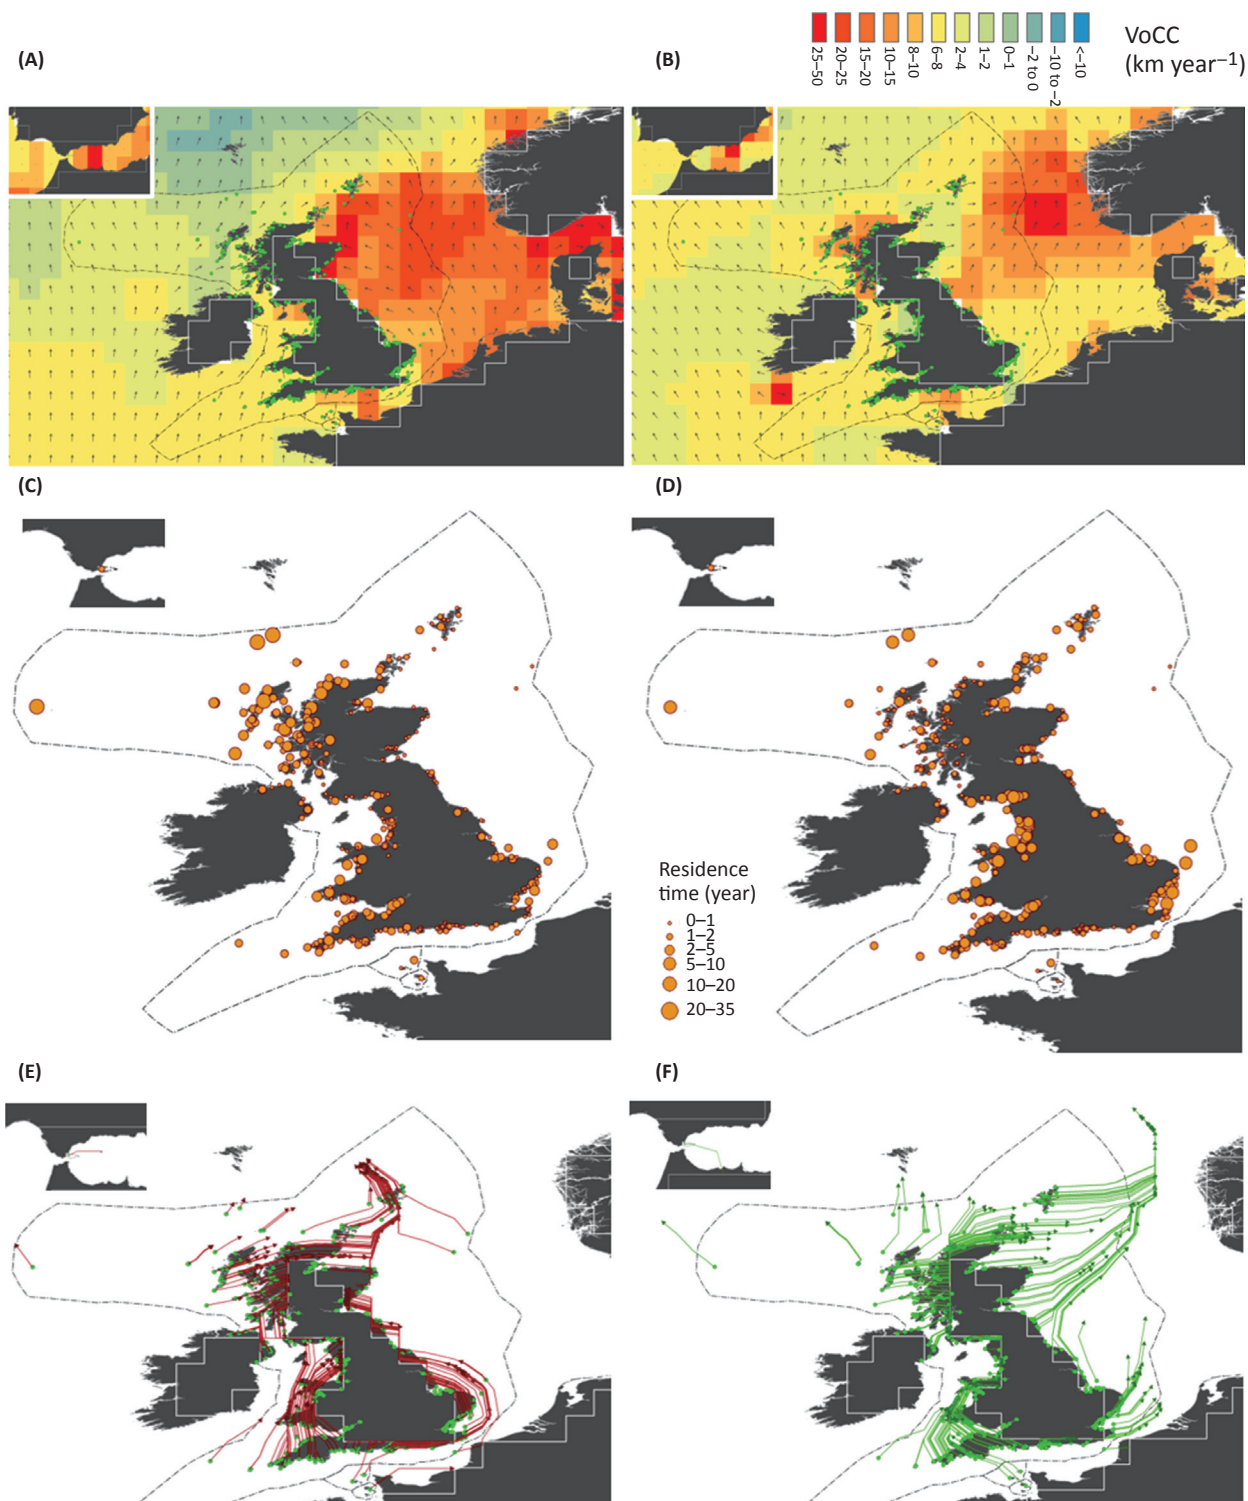 (A)
(B)
25–50
20–25
15–20
10–15
8–10
6–8
2–4
1–2
0–1
−2 to 0
−10 to −2
<−10
VoCC
(km year−1)
(C)
(D)
Residence
time (year)
0–1
1–2
2–5
5–10
10–20
20–35
(E)
(F)